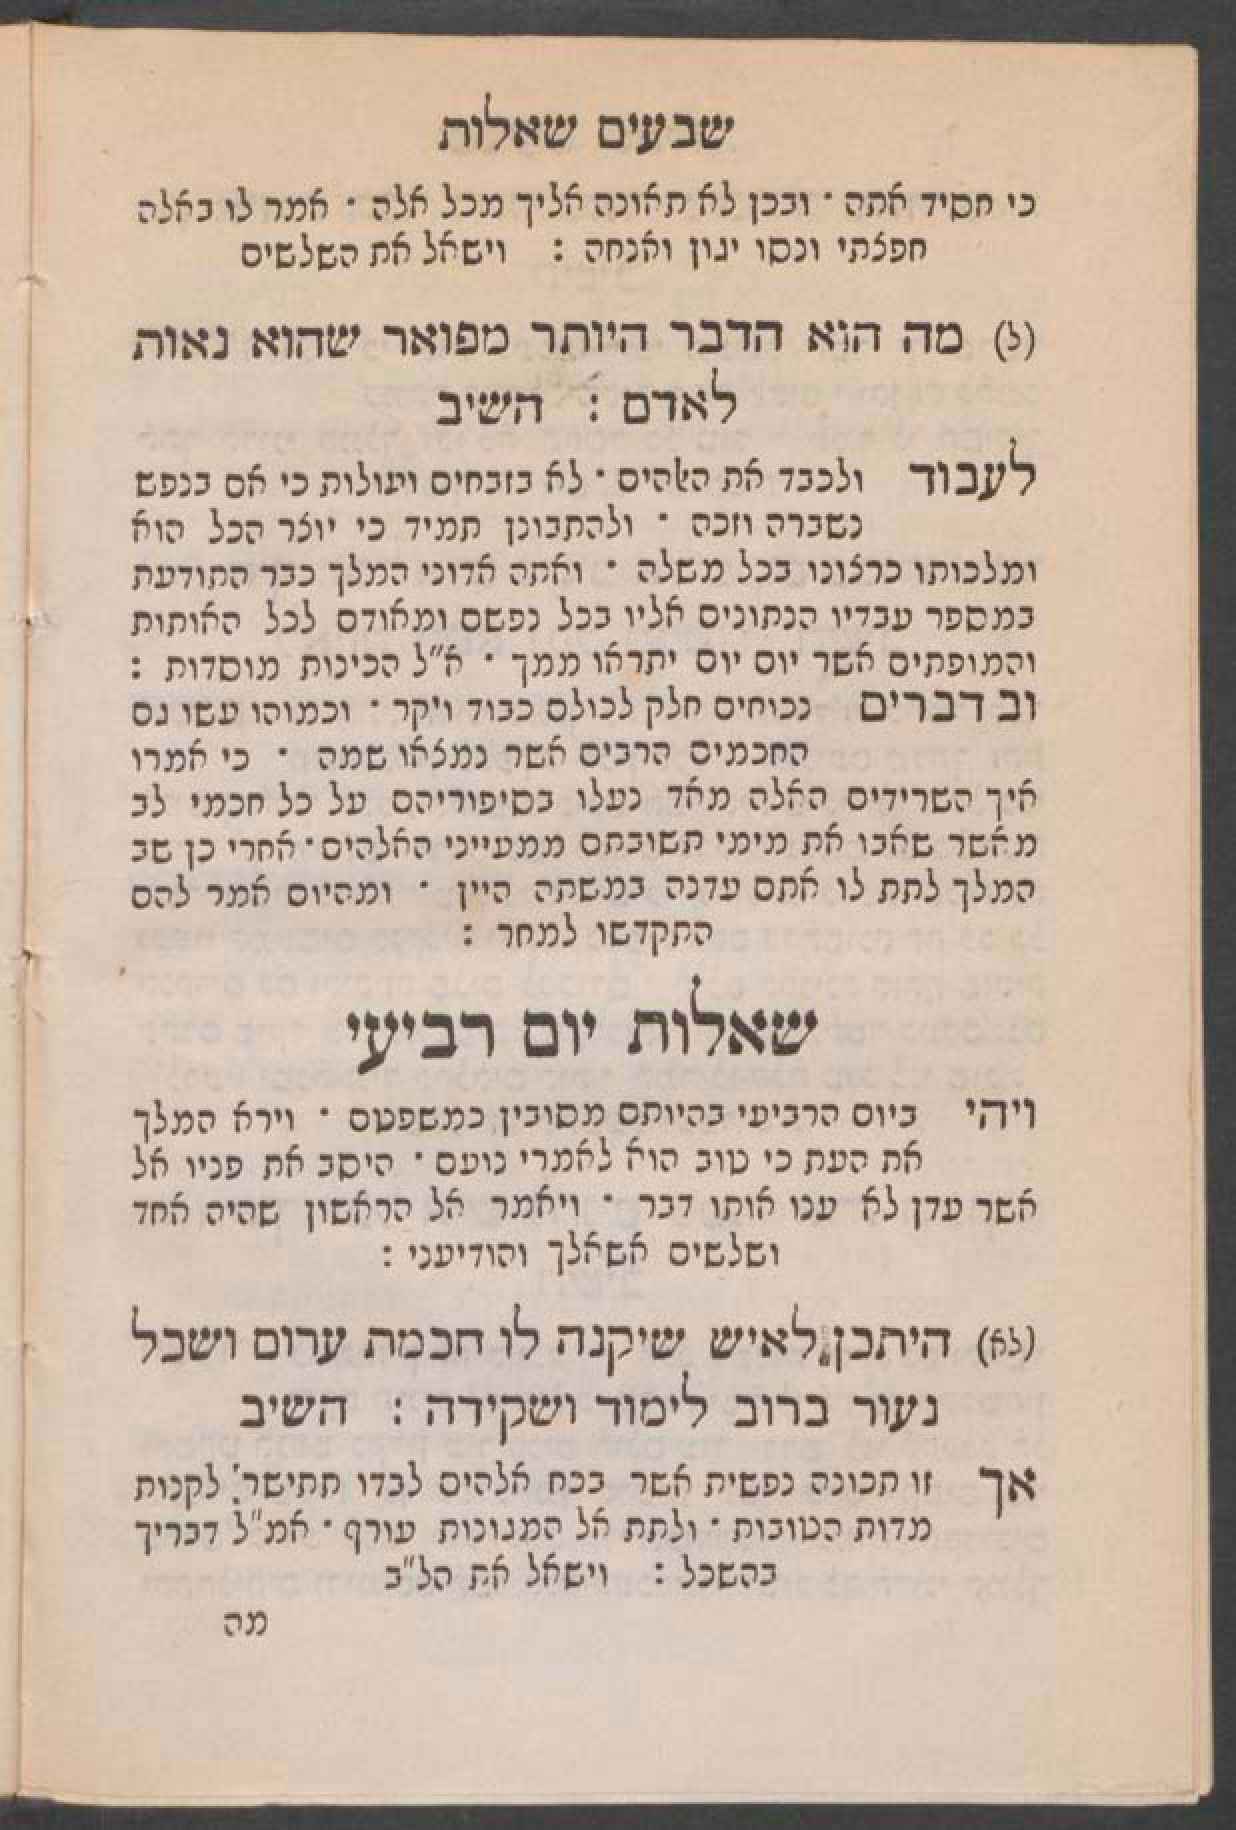 שבעים שאלות
כי חסיד אתה · ובכן לא תאונה אליך מכל אלה · אמר לו באלה
חפצתי ונסו יגון ואנחה : וישאל את השלשים
(ל) מה הוא הדבר היותר מפואר שהוא נאות
לאדם : השיב
לעבוד ולכבד את האלהים · לא בזבחים ועולות כי אם בנפש
נשברה וזכה · ולהתבונן תמיד כי יוצר הכל הוא
ומלכותו כרצונו בכל משלה · ואתה אדוני המלך כבר התודעת
במספר עבדיו הנתונים אליו בכל נפשם ומאודם לכל האותות
והמופתים אשר יום יום יתראו ממך · א"ל הכינות מוסדות :
ובדברים נכוחים חלק לכולם כבוד ויקר · וכמוהו עשו גם
החכמים הרבים אשר נמצאו שמה · כי אמרו
איך השרידים האלה מאד נעלו בסיפוריהם על כל חכמי לב
מאשר שאבו את מימי תשובתם ממעייני האלהים · אחרי כן שב
המלך לתת לו אתם עדנה במשתה היין · ומהיום אמר להם
התקדשו למחר :
שאלות יום רביעי
ויהי ביום הרביעי בהיותם מסובין כמשפטם · וירא המלך
את העת כי טוב הוא לאמרי נועם · היסב את פניו אל
אשר עדן לא ענו אותו דבר · ויאמר אל הראשון שהיה אחד
ושלשים אשאלך והודיעני :
(לא) היתכן לאיש שיקנה לו חכמת ערום ושכל
נעור ברוב לימוד ושקידה : השיב
אך זו תכונה נפשית אשר בכח אלהים לבדו תתישר לקנות
מדות הטובות · ולתת אל המגונות עורף · אמ"ל דבריך
בהשכל : וישאל את הל"ב
מה